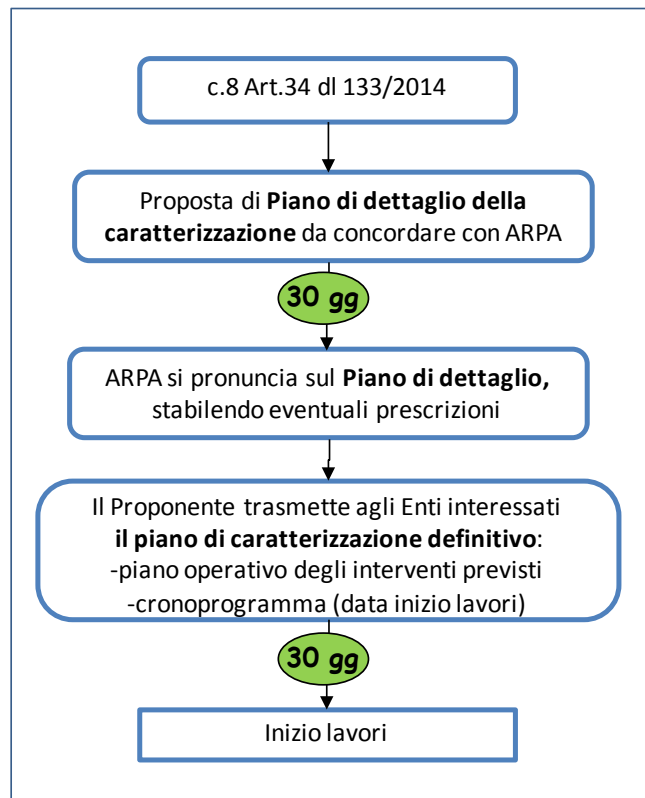 c.8 Art.34 dl 133/2014
Proposta di Piano di dettaglio della
caratterizzazione da concordare con ARPA
30 gg
ARPA si pronuncia sul Piano di dettaglio,
stabilendo eventuali prescrizioni
Il Proponente trasmette agli Enti interessati
il piano di caratterizzazione definitivo:
-piano operativo degli interventi previsti
-cronoprogramma (data inizio lavori)
30 gg
Inizio lavori